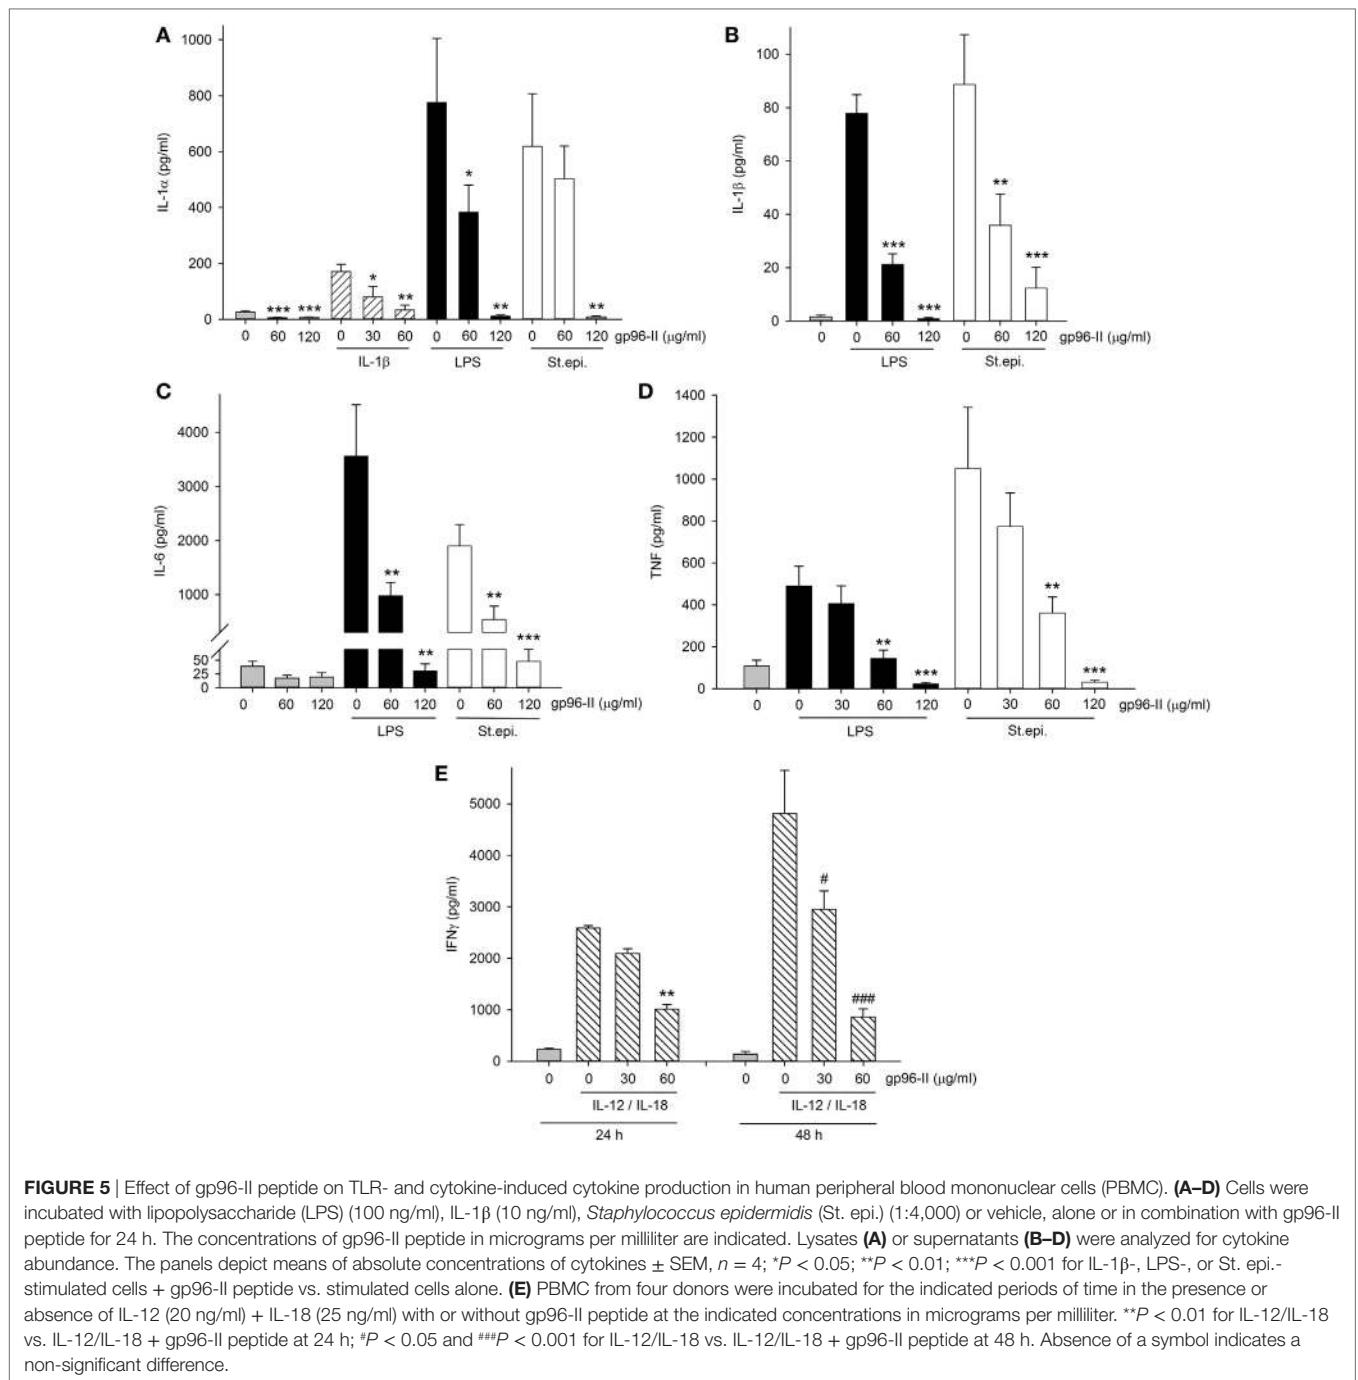 A
IL-1α (pg/ml)
1000
800
600
400
200
0
*** *** * ** * ** **
0 60 120 0 30 60 0 60 120 0 60 120 gp96-II (μg/ml)
IL-1β LPS St.epi.
B
IL-1β (pg/ml)
100
80
60
40
20
0
*** *** ** ***
0 0 60 120 0 60 120 gp96-II (μg/ml)
LPS St.epi.
C
IL-6 (pg/ml)
4000
3000
2000
1000
50
25
0
** ** ** ***
0 60 120 0 60 120 0 60 120 gp96-II (μg/ml)
LPS St.epi.
D
TNF (pg/ml)
1400
1200
1000
800
600
400
200
0
** *** ** ***
0 0 30 60 120 0 30 60 120 gp96-II (μg/ml)
LPS St.epi.
E
IFNγ (pg/ml)
5000
4000
3000
2000
1000
0
** # ###
0 0 30 60 0 0 30 60 gp96-II (μg/ml)
IL-12 / IL-18 IL-12 / IL-18
24 h 48 h
FIGURE 5 | Effect of gp96-II peptide on TLR- and cytokine-induced cytokine production in human peripheral blood mononuclear cells (PBMC). (A–D) Cells were
incubated with lipopolysaccharide (LPS) (100 ng/ml), IL-1β (10 ng/ml), Staphylococcus epidermidis (St. epi.) (1:4,000) or vehicle, alone or in combination with gp96-II
peptide for 24 h. The concentrations of gp96-II peptide in micrograms per milliliter are indicated. Lysates (A) or supernatants (B–D) were analyzed for cytokine
abundance. The panels depict means of absolute concentrations of cytokines ± SEM, n = 4; *P < 0.05; **P < 0.01; ***P < 0.001 for IL-1β-, LPS-, or St. epi.-
stimulated cells + gp96-II peptide vs. stimulated cells alone. (E) PBMC from four donors were incubated for the indicated periods of time in the presence or
absence of IL-12 (20 ng/ml) + IL-18 (25 ng/ml) with or without gp96-II peptide at the indicated concentrations in micrograms per milliliter. **P < 0.01 for IL-12/IL-18
vs. IL-12/IL-18 + gp96-II peptide at 24 h; #P < 0.05 and ###P < 0.001 for IL-12/IL-18 vs. IL-12/IL-18 + gp96-II peptide at 48 h. Absence of a symbol indicates a
non-significant difference.